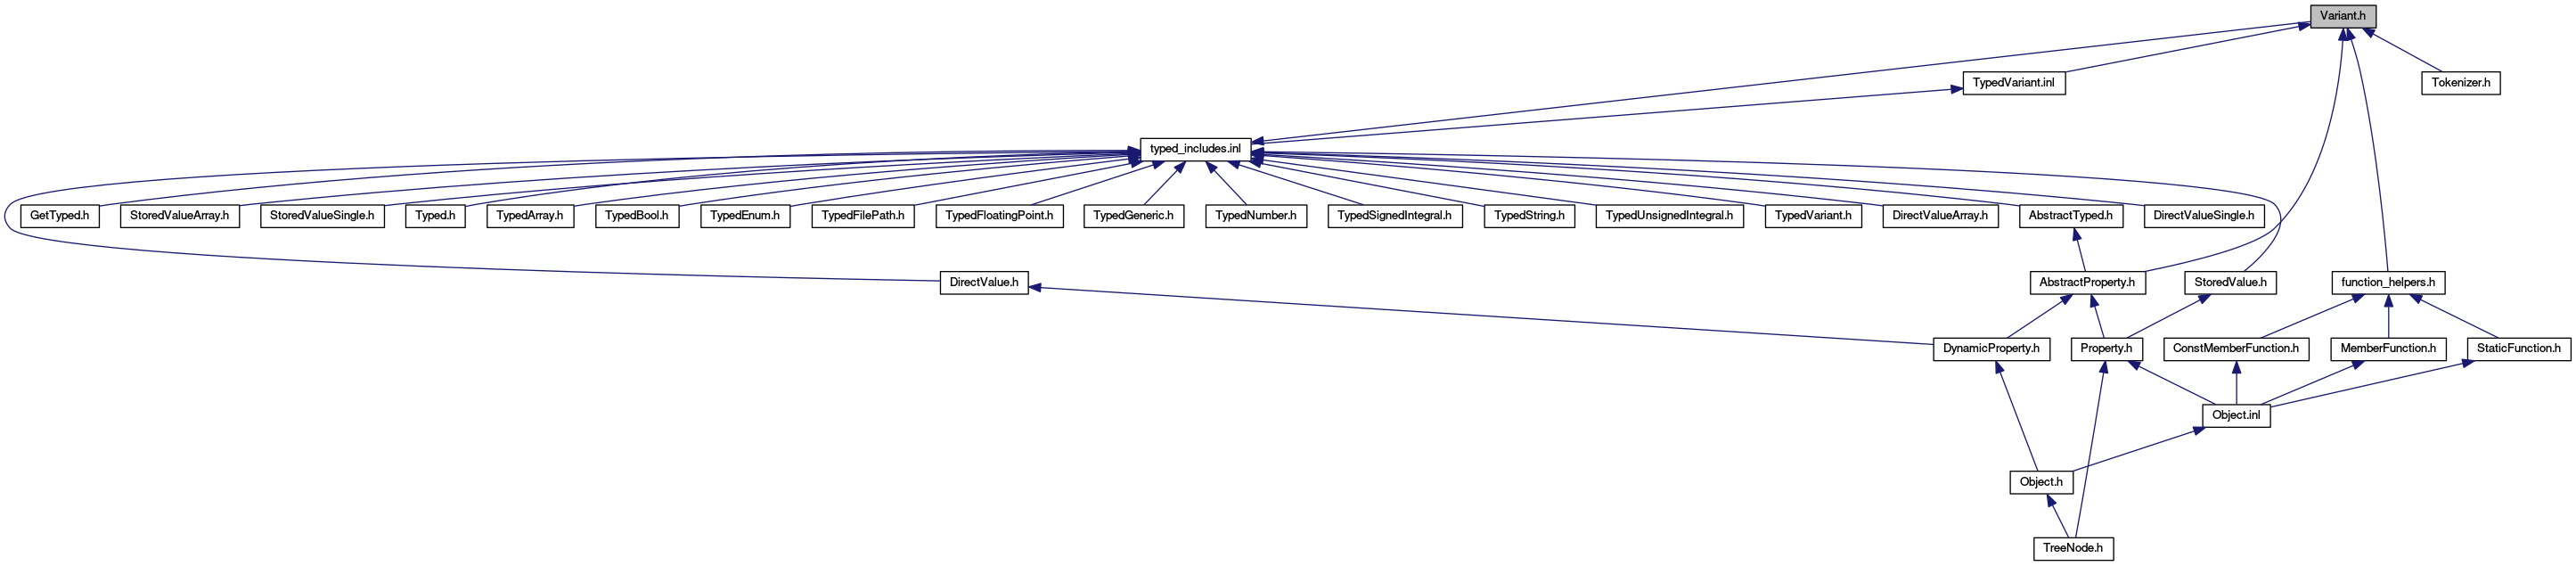 Variant.h
TypedVariant.inl
Tokenizer.h
typed_includes.inl
GetTyped.h
StoredValueArray.h
StoredValueSingle.h
Typed.h
TypedArray.h
TypedBool.h
TypedEnum.h
TypedFilePath.h
TypedFloatingPoint.h
TypedGeneric.h
TypedNumber.h
TypedSignedIntegral.h
TypedString.h
TypedUnsignedIntegral.h
TypedVariant.h
DirectValueArray.h
AbstractTyped.h
DirectValueSingle.h
DirectValue.h
AbstractProperty.h
StoredValue.h
function_helpers.h
DynamicProperty.h
Property.h
ConstMemberFunction.h
MemberFunction.h
StaticFunction.h
Object.inl
Object.h
TreeNode.h